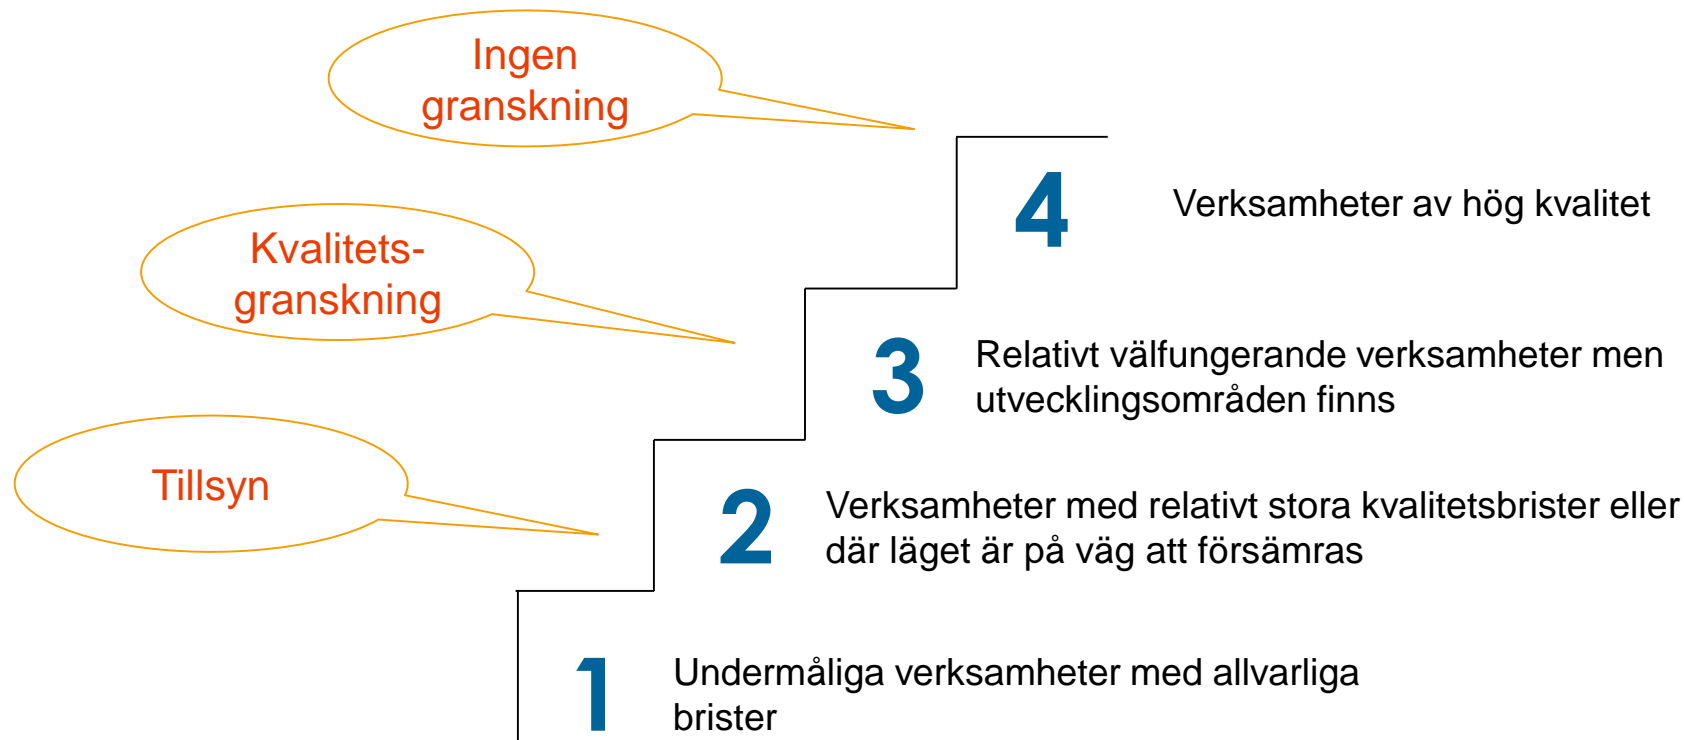 Ingen
granskning
4
Verksamheter av hög kvalitet
Kvalitets-
granskning
3
Relativt välfungerande verksamheter men
utvecklingsområden finns
Tillsyn
2
Verksamheter med relativt stora kvalitetsbrister eller
där läget är på väg att försämras
1
Undermåliga verksamheter med allvarliga
brister